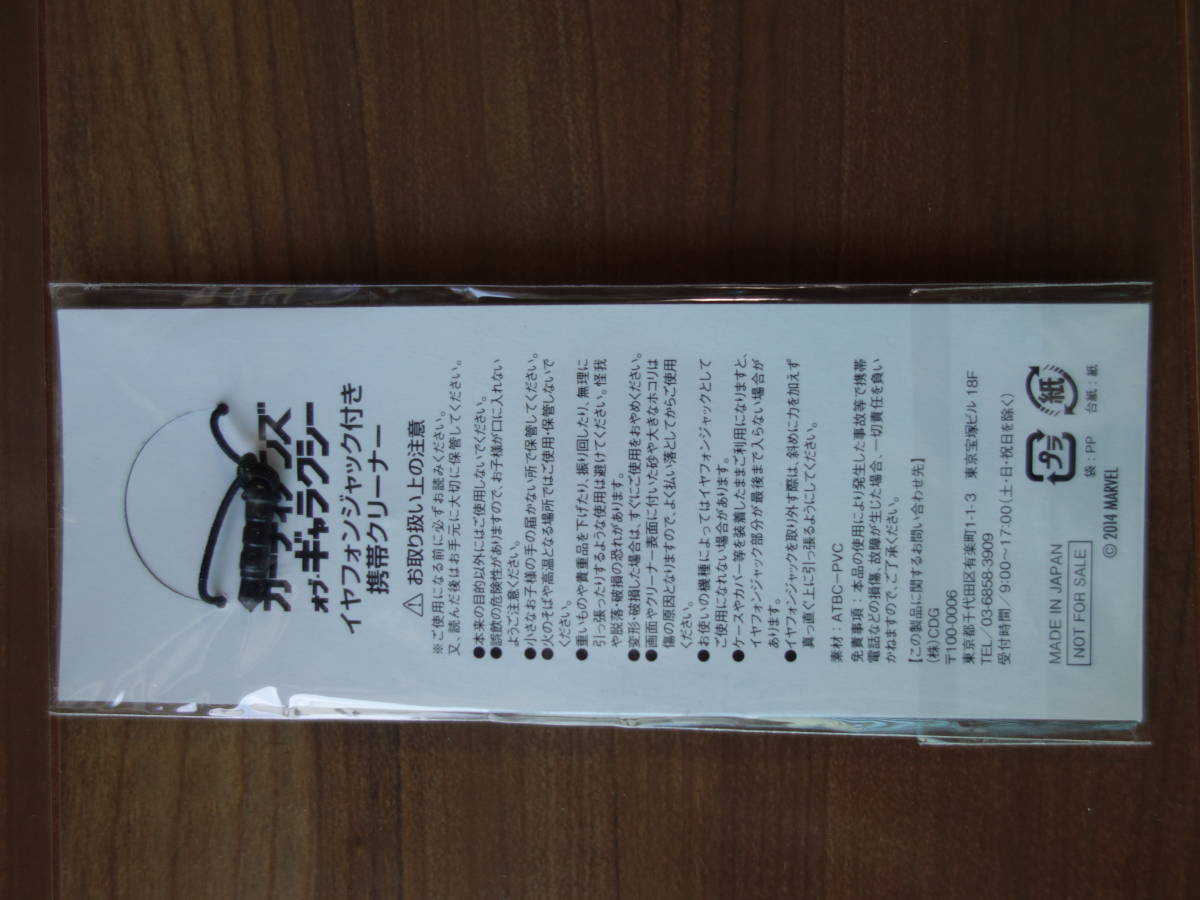 ガーディアンズ
オブ・ギャラクシー
イヤフォンジャック付き
携帯クリーナー
⚠ お取り扱い上の注意
※ご使用になる前に必ずお読みください。
又、読んだ後はお手元に大切に保管してください。
●本来の目的以外にはご使用しないでください。
●誤飲の危険性がありますので、お子様が口に入れない
ようご注意ください。
●小さなお子様の手の届かない所で保管してください。
●火のそばや高温となる場所ではご使用・保管しないで
ください。
●重いものや貴重品を下げたり、振り回したり、無理に
引っ張ったりするような使用は避けてください。怪我
や脱落・破損の恐れがあります。
●変形・破損した場合は、すぐにご使用をおやめください。
●画面やクリーナー表面に付いた砂や大きなホコリは
傷の原因となりますので、よく払い落としてからご使用
ください。
●お使いの機種によってはイヤフォンジャックとして
ご使用になれない場合があります。
●ケースやカバー等を装着したままご利用になりますと、
イヤフォンジャック部分が最後まで入らない場合が
あります。
●イヤフォンジャックを取り外す際は、斜めに力を加えず
真っ直ぐ上に引っ張るようにしてください。
素材：ATBC-PVC
免責事項：本品の使用により発生した事故等で携帯
電話などの損傷、故障が生じた場合、一切責任を負い
かねますので、ご了承ください。
【この製品に関するお問い合わせ先】
(株)CDG
〒100-0006
東京都千代田区有楽町1-1-3 東京宝塚ビル 18F
TEL/03-6858-3909
受付時間/9:00～17:00(土・日・祝日を除く)
プラ
袋：PP
紙
台紙：紙
MADE IN JAPAN
NOT FOR SALE
© 2014 MARVEL